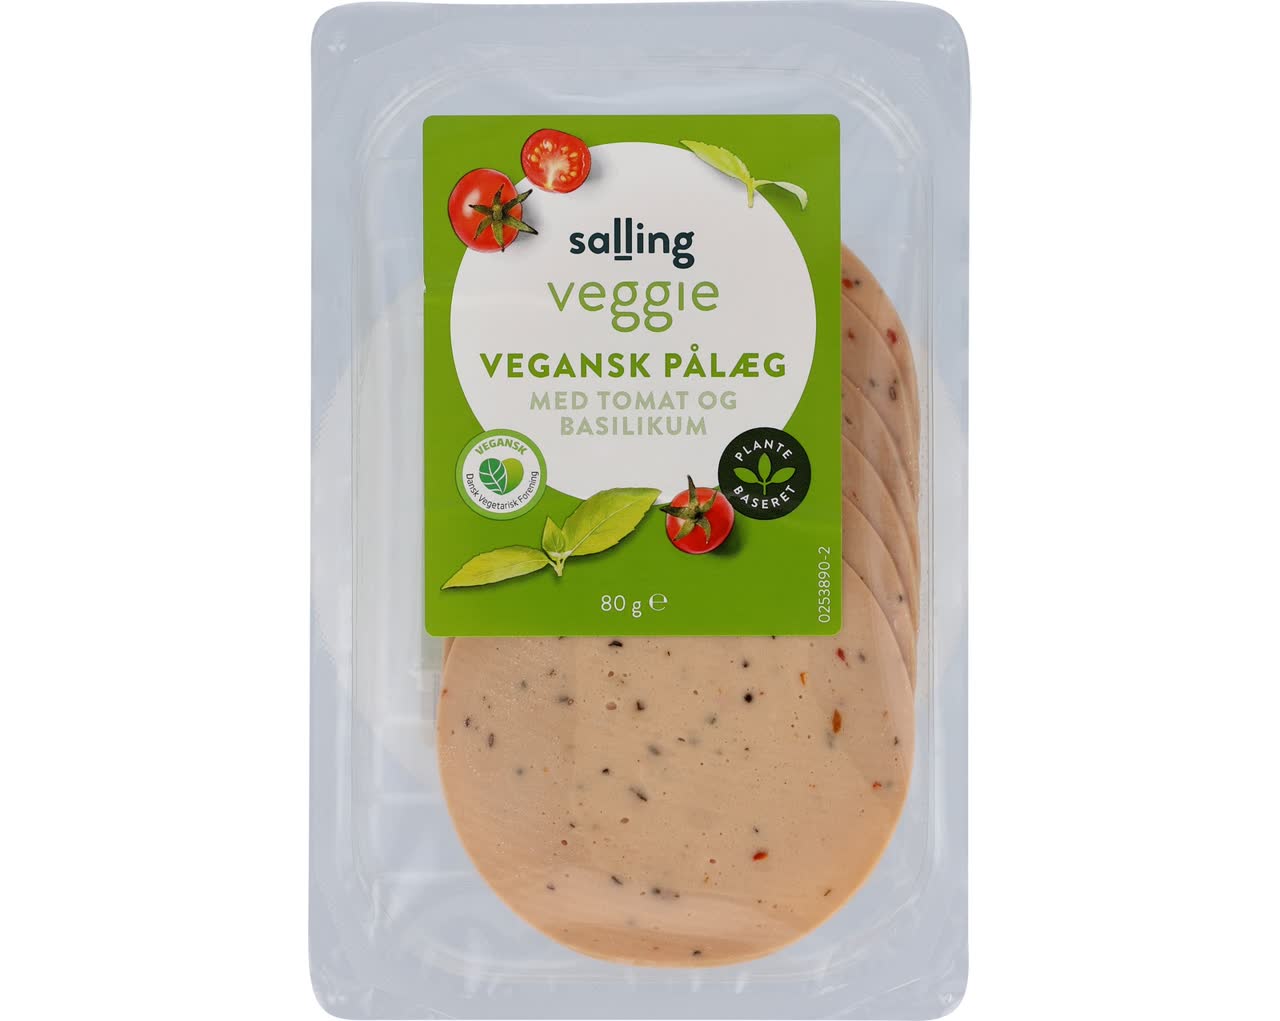 salling
veggie
VEGANSK PÅLÆG
MED TOMAT OG
BASILIKUM
VEGANSK
Dansk Vegetarisk Forening
PLANTE
BASERET
80 g ℮
0253890-2